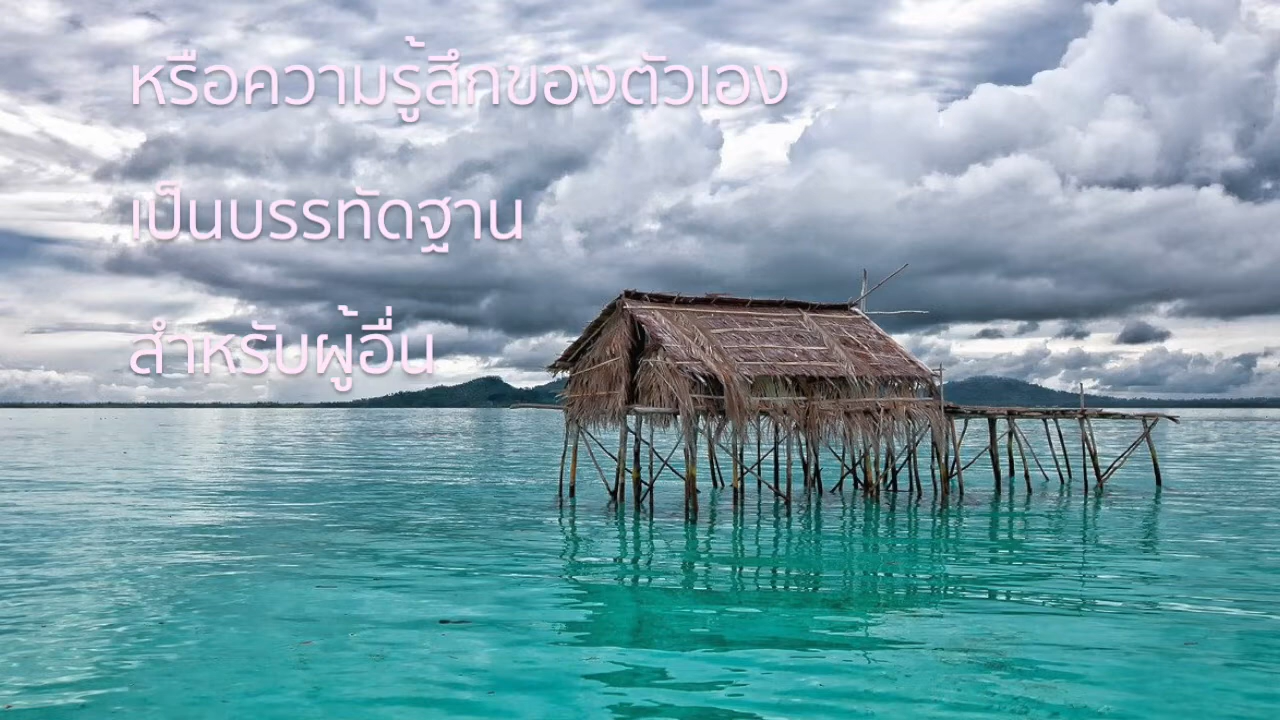 หรือความรู้สึกของตัวเอง
เป็นบรรทัดฐาน
สำหรับผู้อื่น